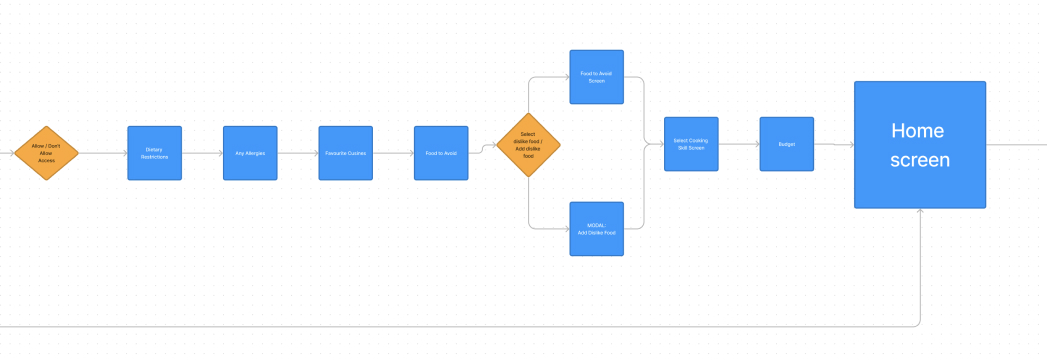 Allow / Don't
Allow
Access
Dietary
Restrictions
Any Allergies
Favourite Cusines
Food to Avoid
Select
dislike food /
Add dislike
food
Food to Avoid
Screen
MODAL:
Add Dislike Food
Select Cooking
Skill Screen
Budget
Home
screen